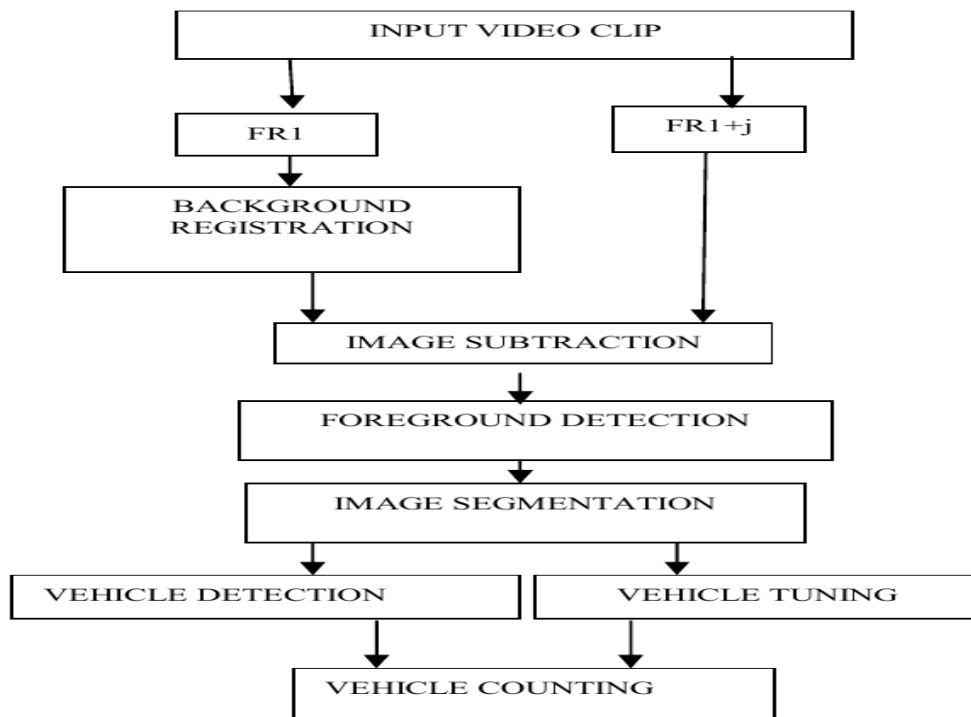 INPUT VIDEO CLIP
FR1
FR1+j
BACKGROUND
REGISTRATION
IMAGE SUBTRACTION
FOREGROUND DETECTION
IMAGE SEGMENTATION
VEHICLE DETECTION
VEHICLE TUNING
VEHICLE COUNTING